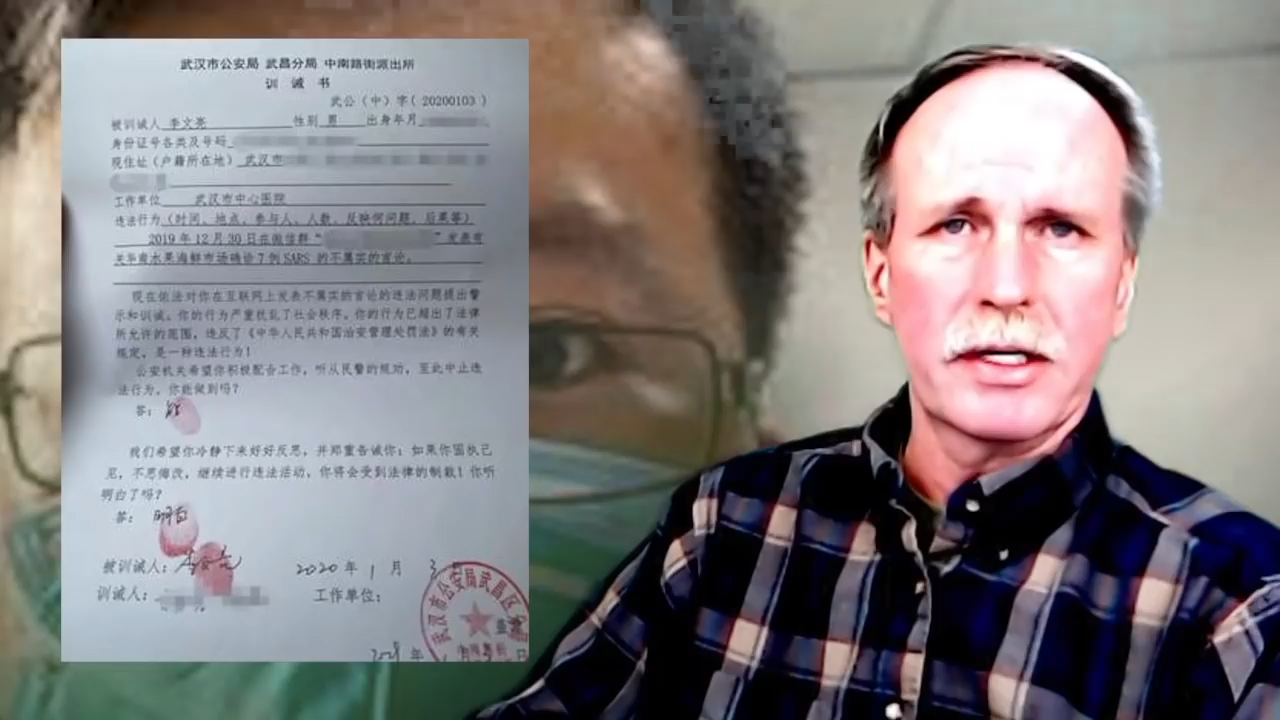 武汉市公安局 武昌分局 中南路街派出所
训 诫 书
武公(中)字(20200103)
被训诫人 李文亮 性别 男 出身年月
身份证号各类及号码
现住址(户籍所在地) 武汉市
工作单位 武汉市中心医院
违法行为(时间、地点、参与人、人数、反映何问题、后果等)
2019年12月30日在微信群“ ”发表有
关华南水果海鲜市场确诊7例SARS的不属实的言论。
现在依法对你在互联网上发表不属实的言论的违法问题提出警
示和训诫。你的行为严重扰乱了社会秩序。你的行为已超出了法律
所允许的范围,违反了《中华人民共和国治安管理处罚法》的有关
规定,是一种违法行为!
公安机关希望你积极配合工作,听从民警的规劝,至此中止违
法行为。你能做到吗?
答: 能
我们希望你冷静下来好好反思,并郑重告诫你:如果你固执己
见,不思悔改,继续进行违法活动,你将会受到法律的制裁!你听
明白了吗?
答: 明白
被训诫人: 李文亮 2020年1月3日
训诫人: 工作单位:
武汉市公安局武昌区
年 月 日